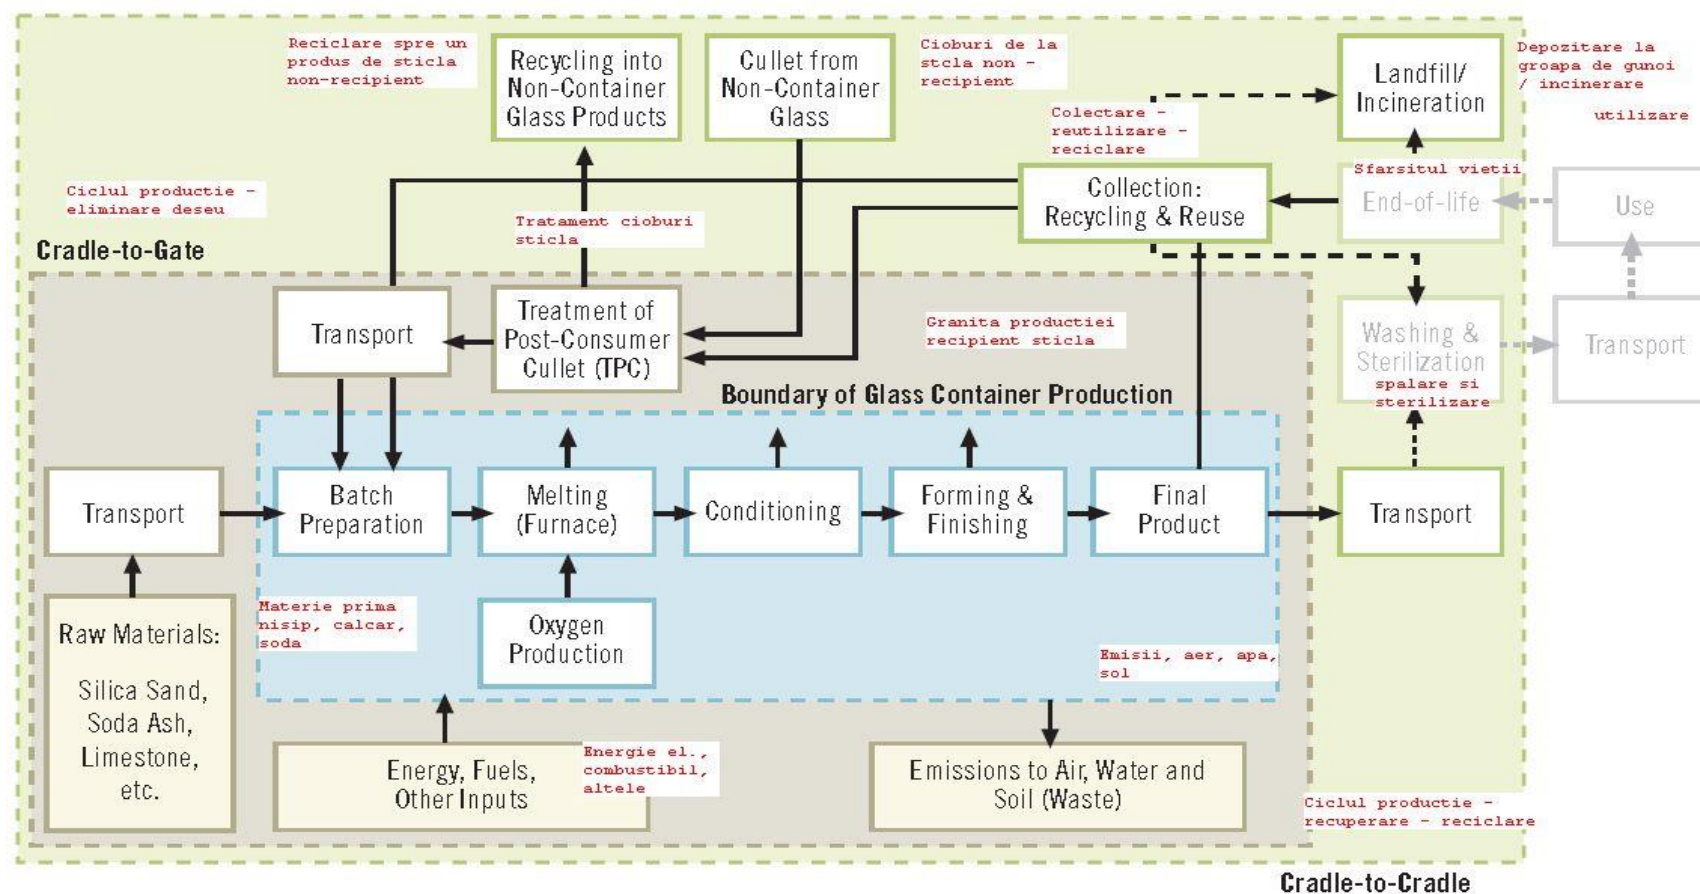 Reciclare spre un
produs de sticla
non-recipient
Recycling into
Non-Container
Glass Products
Cullet from
Non-Container
Glass
Cioburi de la
stcla non -
recipient
Colectare -
reutilizare -
reciclare
Landfill/
Incineration
Depozitare la
groapa de gunoi
/ incinerare
utilizare
Ciclul productie -
eliminare deseu
Tratament cioburi
sticla
Collection:
Recycling & Reuse
Sfarsitul vietii
End-of-life
Use
Cradle-to-Gate
Transport
Treatment of
Post-Consumer
Cullet (TPC)
Granita productiei
recipient sticla
Washing &
Sterilization
spalare si
sterilizare
Transport
Boundary of Glass Container Production
Transport
Batch
Preparation
Melting
(Furnace)
Conditioning
Forming &
Finishing
Final
Product
Transport
Raw Materials:
Silica Sand,
Soda Ash,
Limestone,
etc.
Materie prima
nisip, calcar,
soda
Oxygen
Production
Emisii, aer, apa,
sol
Energy, Fuels,
Other Inputs
Energie el.,
combustibil,
altele
Emissions to Air, Water and
Soil (Waste)
Ciclul productie -
recuperare - reciclare
Cradle-to-Cradle